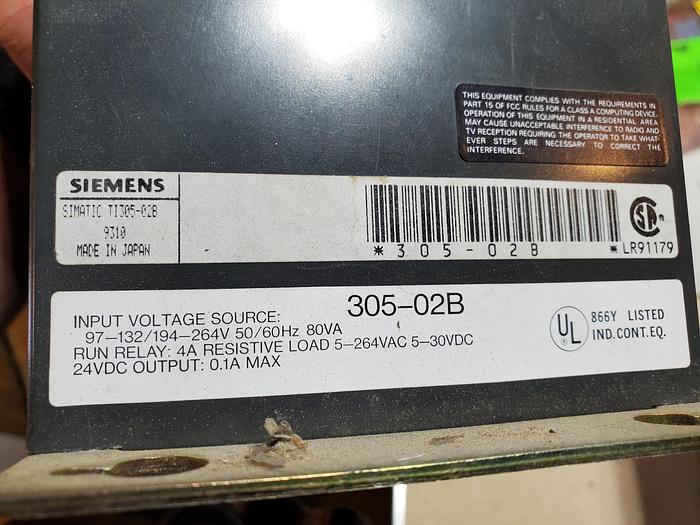 THIS EQUIPMENT COMPLIES WITH THE REQUIREMENTS IN
PART 15 OF FCC RULES FOR A CLASS A COMPUTING DEVICE.
OPERATION OF THIS EQUIPMENT IN A RESIDENTIAL AREA
MAY CAUSE UNACCEPTABLE INTERFERENCE TO RADIO AND
TV RECEPTION REQUIRING THE OPERATOR TO TAKE WHAT-
EVER STEPS ARE NECESSARY TO CORRECT THE
INTERFERENCE.
SIEMENS
SIMATIC TI305-02B
9310
MADE IN JAPAN
*305-02B*
SA ®
LR91179
INPUT VOLTAGE SOURCE: 305-02B
97-132/194-264V 50/60Hz 80VA
RUN RELAY: 4A RESISTIVE LOAD 5-264VAC 5-30VDC
24VDC OUTPUT: 0.1A MAX
UL ®
866Y LISTED
IND.CONT.EQ.